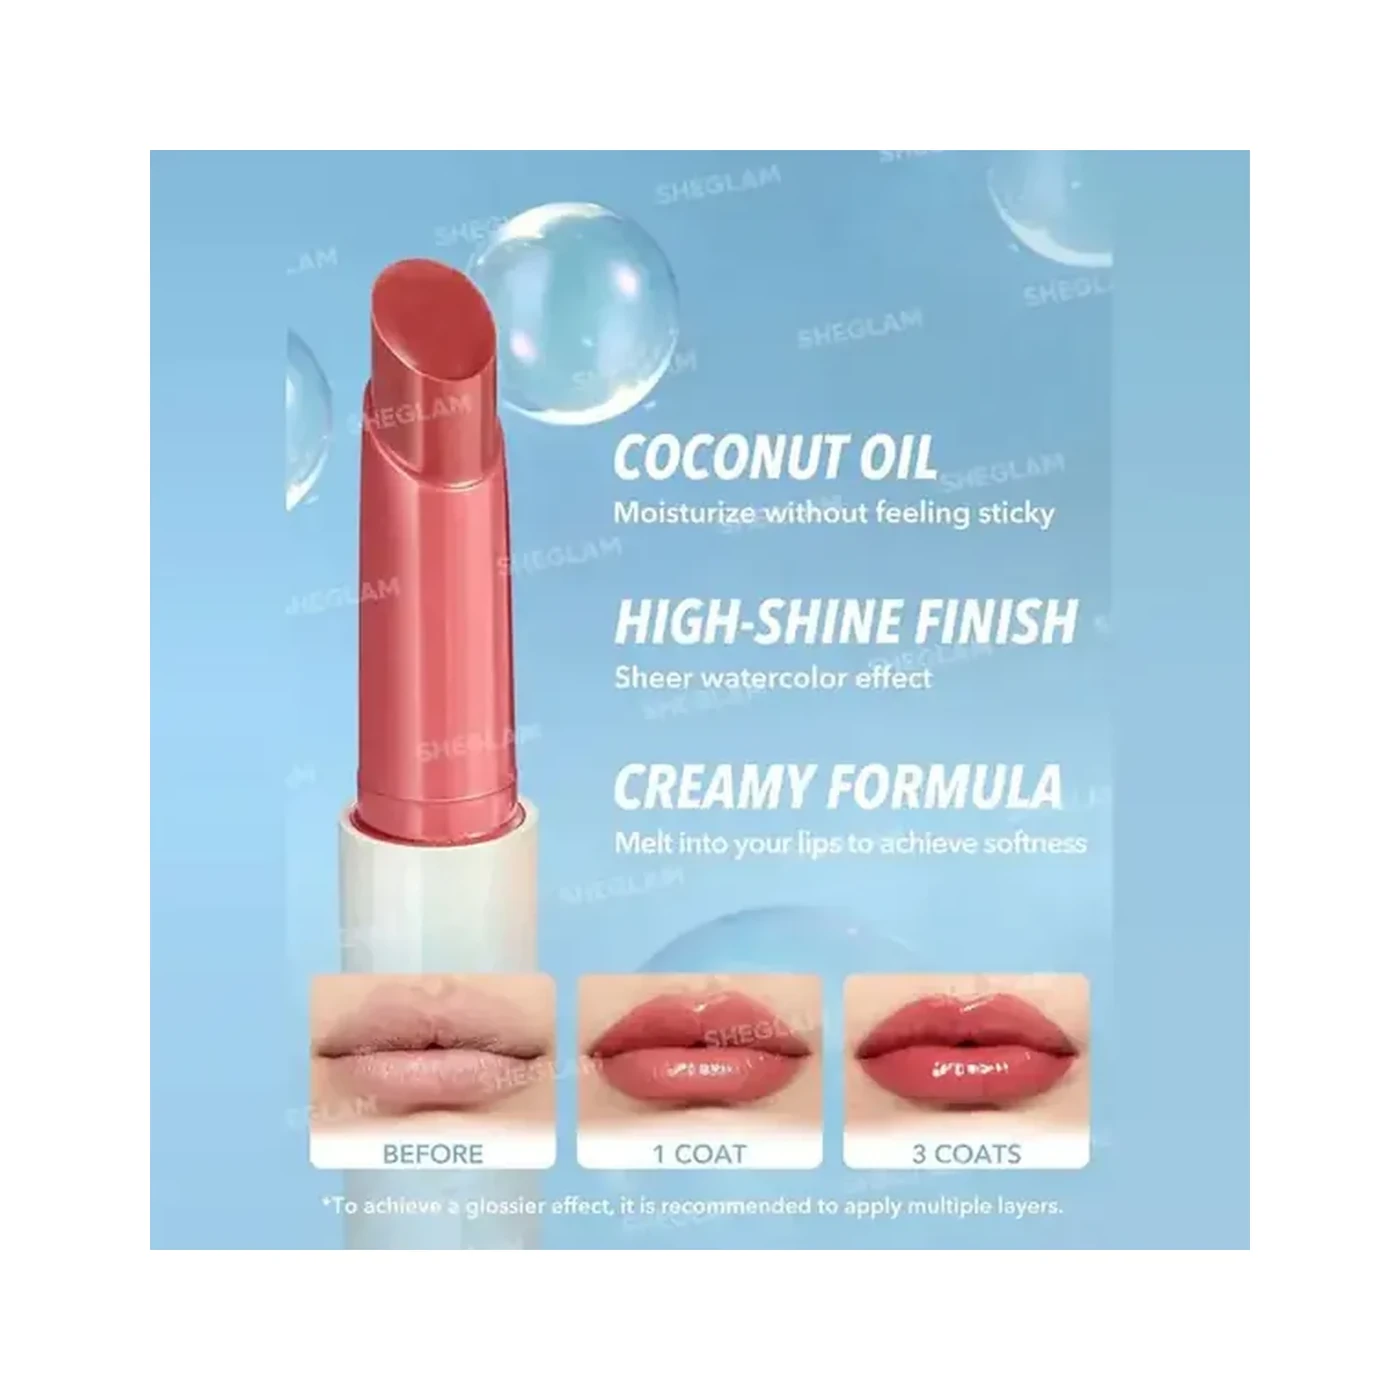 SHEGLAM
COCONUT OIL
Moisturize without feeling sticky
HIGH-SHINE FINISH
Sheer watercolor effect
CREAMY FORMULA
Melt into your lips to achieve softness
BEFORE
1 COAT
3 COATS
*To achieve a glossier effect, it is recommended to apply multiple layers.